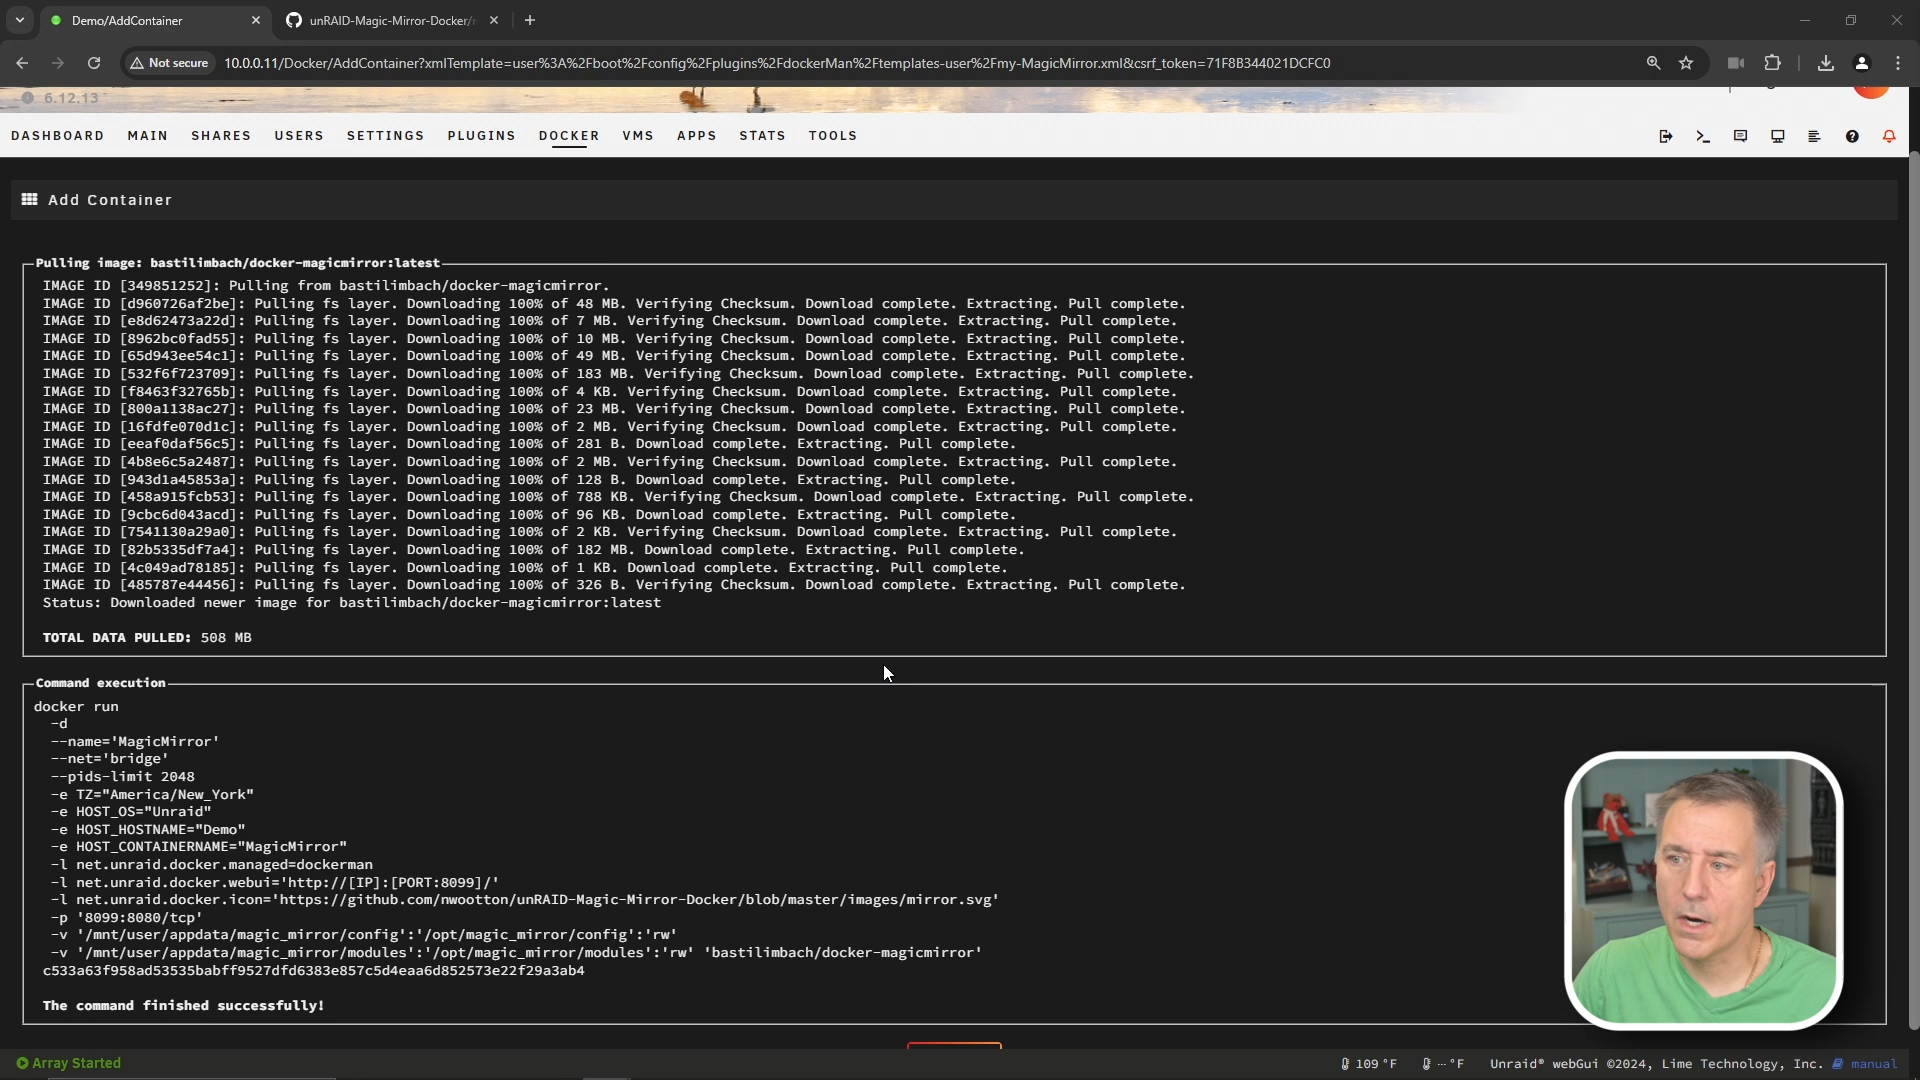 Demo/AddContainer
unRAID-Magic-Mirror-Docker/
Not secure
10.0.0.11/Docker/AddContainer?xmlTemplate=user%3A%2Fboot%2Fconfig%2Fplugins%2FdockerMan%2Ftemplates-user%2Fmy-MagicMirror.xml&csrf_token=71F8B344021DCFC0
6.12.13
DASHBOARD MAIN SHARES USERS SETTINGS PLUGINS DOCKER VMS APPS STATS TOOLS
Add Container
Pulling image: bastilimbach/docker-magicmirror:latest
IMAGE ID [349851252]: Pulling from bastilimbach/docker-magicmirror.
IMAGE ID [d960726af2be]: Pulling fs layer. Downloading 100% of 48 MB. Verifying Checksum. Download complete. Extracting. Pull complete.
IMAGE ID [e8d62473a22d]: Pulling fs layer. Downloading 100% of 7 MB. Verifying Checksum. Download complete. Extracting. Pull complete.
IMAGE ID [8962bc0fad55]: Pulling fs layer. Downloading 100% of 10 MB. Verifying Checksum. Download complete. Extracting. Pull complete.
IMAGE ID [65d943ee54c1]: Pulling fs layer. Downloading 100% of 49 MB. Verifying Checksum. Download complete. Extracting. Pull complete.
IMAGE ID [532f6f723709]: Pulling fs layer. Downloading 100% of 183 MB. Verifying Checksum. Download complete. Extracting. Pull complete.
IMAGE ID [f8463f32765b]: Pulling fs layer. Downloading 100% of 4 KB. Verifying Checksum. Download complete. Extracting. Pull complete.
IMAGE ID [800a1138ac27]: Pulling fs layer. Downloading 100% of 23 MB. Verifying Checksum. Download complete. Extracting. Pull complete.
IMAGE ID [16fdfe070d1c]: Pulling fs layer. Downloading 100% of 2 MB. Verifying Checksum. Download complete. Extracting. Pull complete.
IMAGE ID [eeaf0daf56c5]: Pulling fs layer. Downloading 100% of 281 B. Download complete. Extracting. Pull complete.
IMAGE ID [4b8e6c5a2487]: Pulling fs layer. Downloading 100% of 2 MB. Verifying Checksum. Download complete. Extracting. Pull complete.
IMAGE ID [943d1a45853a]: Pulling fs layer. Downloading 100% of 128 B. Download complete. Extracting. Pull complete.
IMAGE ID [458a915fcb53]: Pulling fs layer. Downloading 100% of 788 KB. Verifying Checksum. Download complete. Extracting. Pull complete.
IMAGE ID [9cbc6d043acd]: Pulling fs layer. Downloading 100% of 96 KB. Download complete. Extracting. Pull complete.
IMAGE ID [7541130a29a0]: Pulling fs layer. Downloading 100% of 2 KB. Verifying Checksum. Download complete. Extracting. Pull complete.
IMAGE ID [82b5335df7a4]: Pulling fs layer. Downloading 100% of 182 MB. Download complete. Extracting. Pull complete.
IMAGE ID [4c049ad78185]: Pulling fs layer. Downloading 100% of 1 KB. Download complete. Extracting. Pull complete.
IMAGE ID [485787e44456]: Pulling fs layer. Downloading 100% of 326 B. Verifying Checksum. Download complete. Extracting. Pull complete.
Status: Downloaded newer image for bastilimbach/docker-magicmirror:latest
TOTAL DATA PULLED: 508 MB
Command execution
docker run
-d
--name='MagicMirror'
--net='bridge'
--pids-limit 2048
-e TZ="America/New_York"
-e HOST_OS="Unraid"
-e HOST_HOSTNAME="Demo"
-e HOST_CONTAINERNAME="MagicMirror"
-l net.unraid.docker.managed=dockerman
-l net.unraid.docker.webui='http://[IP]:[PORT:8099]/'
-l net.unraid.docker.icon='https://github.com/nwootton/unRAID-Magic-Mirror-Docker/blob/master/images/mirror.svg'
-p '8099:8080/tcp'
-v '/mnt/user/appdata/magic_mirror/config':'/opt/magic_mirror/config':'rw'
-v '/mnt/user/appdata/magic_mirror/modules':'/opt/magic_mirror/modules':'rw' 'bastilimbach/docker-magicmirror'
c533a63f958ad53535babff9527dfd6383e857c5d4eaa6d852573e22f29a3ab4
The command finished successfully!
Array Started
109 °F -- °F Unraid® webGui ©2024, Lime Technology, Inc. manual